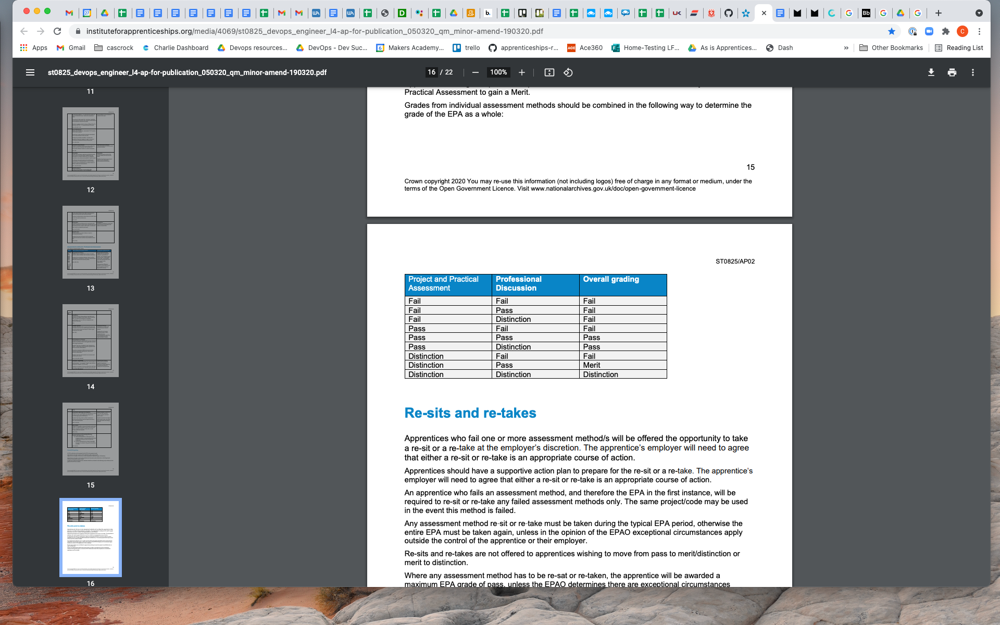 institute​forapprenticeships.org/media/4069/st0825_devops_engineer_l4-ap-for-publication_050320_qm_minor-amend-190320.pdf
Apps
Gmail
cascrock
Charlie Dashboard
Devops resources...
DevOps - Dev Suc...
Makers Academy...
trello
apprenticeships-r...
Ace360
Home-Testing LF...
As is Apprentices...
Dash
»
Other Bookmarks
Reading List
st0825_devops_engineer_l4-ap-for-publication_050320_qm_minor-amend-190320.pdf
16 / 22
100%
11
12
13
14
15
16
Practical Assessment to gain a Merit.
Grades from individual assessment methods should be combined in the following way to determine the
grade of the EPA as a whole:
15
Crown copyright 2020 You may re-use this information (not including logos) free of charge in any format or medium, under the
terms of the Open Government Licence. Visit www.nationalarchives.gov.uk/doc/open-government-licence
ST0825/AP02
Project and Practical Assessment Professional Discussion Overall grading
Fail Fail Fail
Fail Pass Fail
Fail Distinction Fail
Pass Fail Fail
Pass Pass Pass
Pass Distinction Pass
Distinction Fail Fail
Distinction Pass Merit
Distinction Distinction Distinction
Re-sits and re-takes
Apprentices who fail one or more assessment method/s will be offered the opportunity to take
a re-sit or a re-take at the employer's discretion. The apprentice's employer will need to agree
that either a re-sit or re-take is an appropriate course of action.
Apprentices should have a supportive action plan to prepare for the re-sit or a re-take. The apprentice's
employer will need to agree that either a re-sit or re-take is an appropriate course of action.
An apprentice who fails an assessment method, and therefore the EPA in the first instance, will be
required to re-sit or re-take any failed assessment methods only. The same project/code may be used
in the event this method is failed.
Any assessment method re-sit or re-take must be taken during the typical EPA period, otherwise the
entire EPA must be taken again, unless in the opinion of the EPAO exceptional circumstances apply
outside the control of the apprentice or their employer.
Re-sits and re-takes are not offered to apprentices wishing to move from pass to merit/distinction or
merit to distinction.
Where any assessment method has to be re-sat or re-taken, the apprentice will be awarded a
maximum EPA grade of pass, unless the EPAO determines there are exceptional circumstances